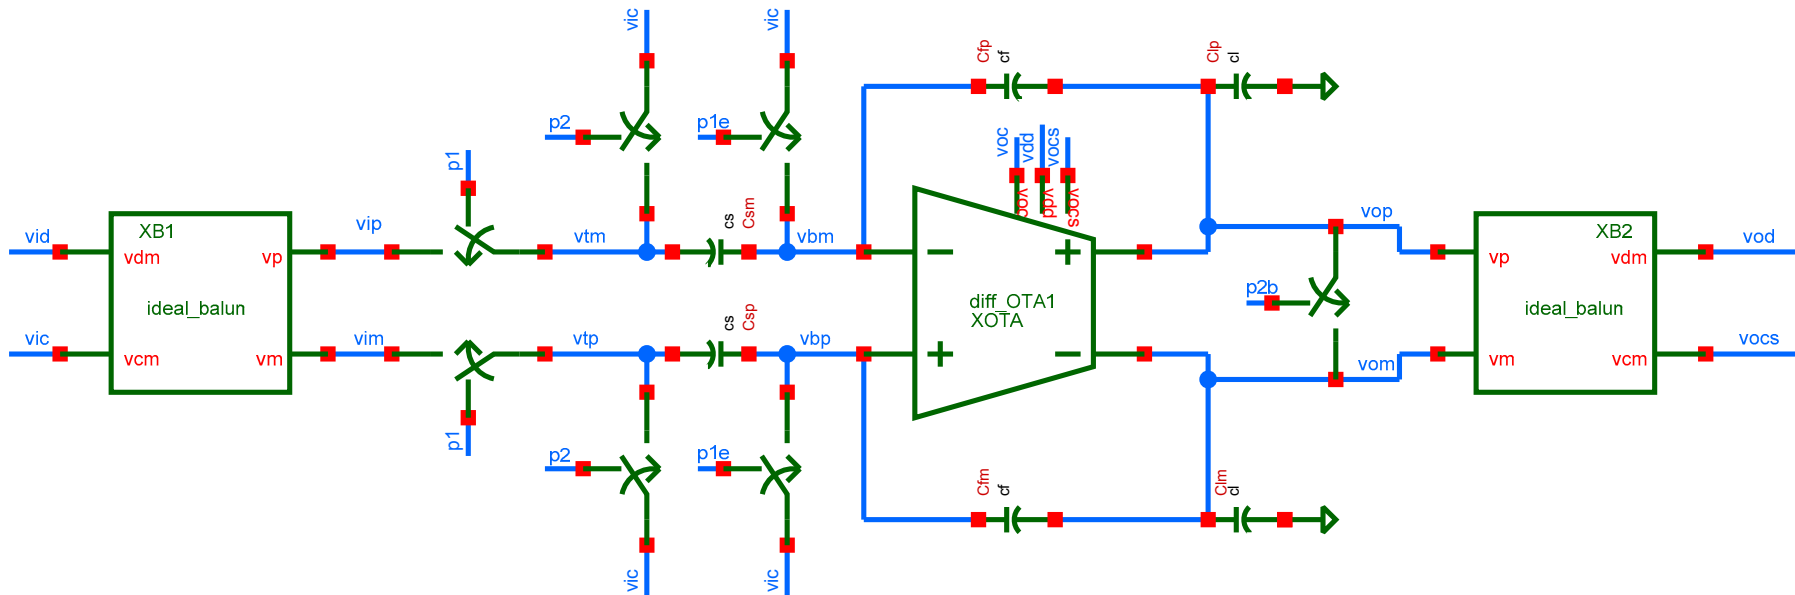 vic
vic
Cfp
cf
Clp
cl
p2
p1e
voc
vdd
vocs
p1
voc
vdd
vocs
cs
Csm
XB1
vid
vdm
vp
vip
vtm
vbm
vop
XB2
vp
vdm
vod
ideal_balun
diff_OTA1
XOTA
p2b
ideal_balun
cs
Csp
vic
vcm
vm
vim
vtp
vbp
vom
vm
vcm
vocs
p1
p2
p1e
Cfm
cf
Clm
cl
vic
vic